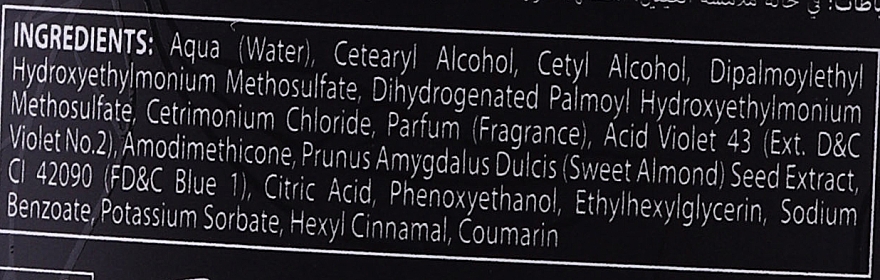 INGREDIENTS: Aqua (Water), Cetearyl Alcohol, Cetyl Alcohol, Dipalmoylethyl
Hydroxyethylmonium Methosulfate, Dihydrogenated Palmoyl Hydroxyethylmonium
Methosulfate, Cetrimonium Chloride, Parfum (Fragrance), Acid Violet 43 (Ext. D&C
Violet No.2), Amodimethicone, Prunus Amygdalus Dulcis (Sweet Almond) Seed Extract,
CI 42090 (FD&C Blue 1), Citric Acid, Phenoxyethanol, Ethylhexylglycerin, Sodium
Benzoate, Potassium Sorbate, Hexyl Cinnamal, Coumarin